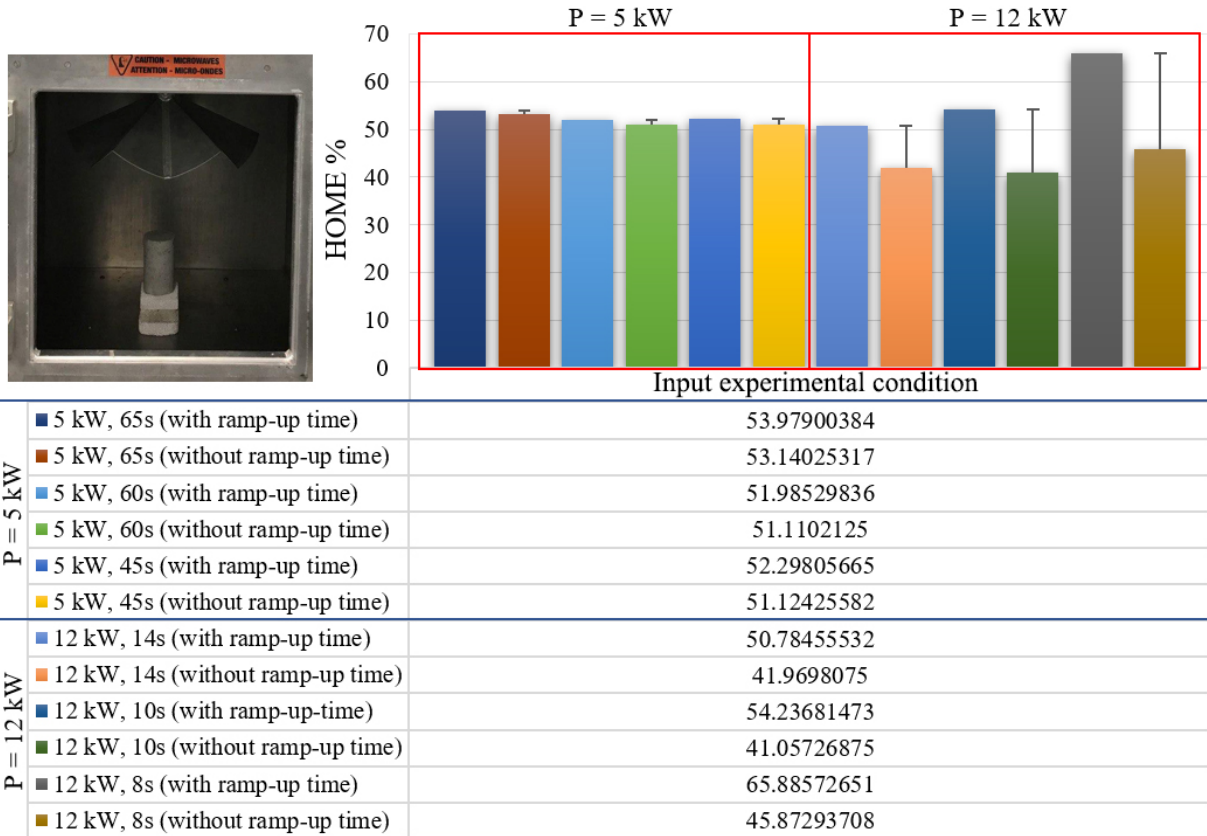 P = 5 kW
P = 12 kW
CAUTION - MICROWAVES
ATTENTION - MICRO-ONDES
HOME %
70
60
50
40
30
20
10
0
Input experimental condition
P = 5 kW
5 kW, 65s (with ramp-up time) 53.97900384
5 kW, 65s (without ramp-up time) 53.14025317
5 kW, 60s (with ramp-up time) 51.98529836
5 kW, 60s (without ramp-up time) 51.1102125
5 kW, 45s (with ramp-up time) 52.29805665
5 kW, 45s (without ramp-up time) 51.12425582
P = 12 kW
12 kW, 14s (with ramp-up time) 50.78455532
12 kW, 14s (without ramp-up time) 41.9698075
12 kW, 10s (with ramp-up-time) 54.23681473
12 kW, 10s (without ramp-up time) 41.05726875
12 kW, 8s (with ramp-up time) 65.88572651
12 kW, 8s (without ramp-up time) 45.87293708